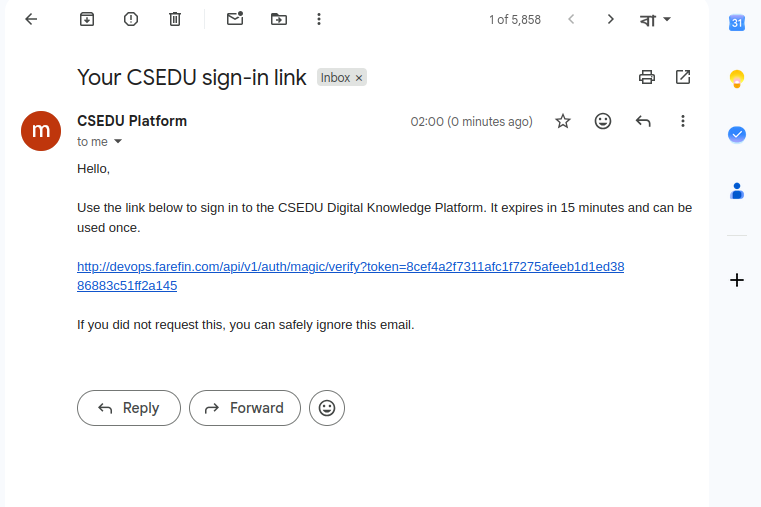 1 of 5,858
বা
31
Your CSEDU sign-in link
Inbox ×
m
CSEDU Platform
02:00 (0 minutes ago)
to me
Hello,
Use the link below to sign in to the CSEDU Digital Knowledge Platform. It expires in 15 minutes and can be
used once.
http://devops.farefin.com/api/v1/auth/magic/verify?token=8cef4a2f7311afc1f7275afeeb1d1ed38
86883c51ff2a145
If you did not request this, you can safely ignore this email.
Reply
Forward